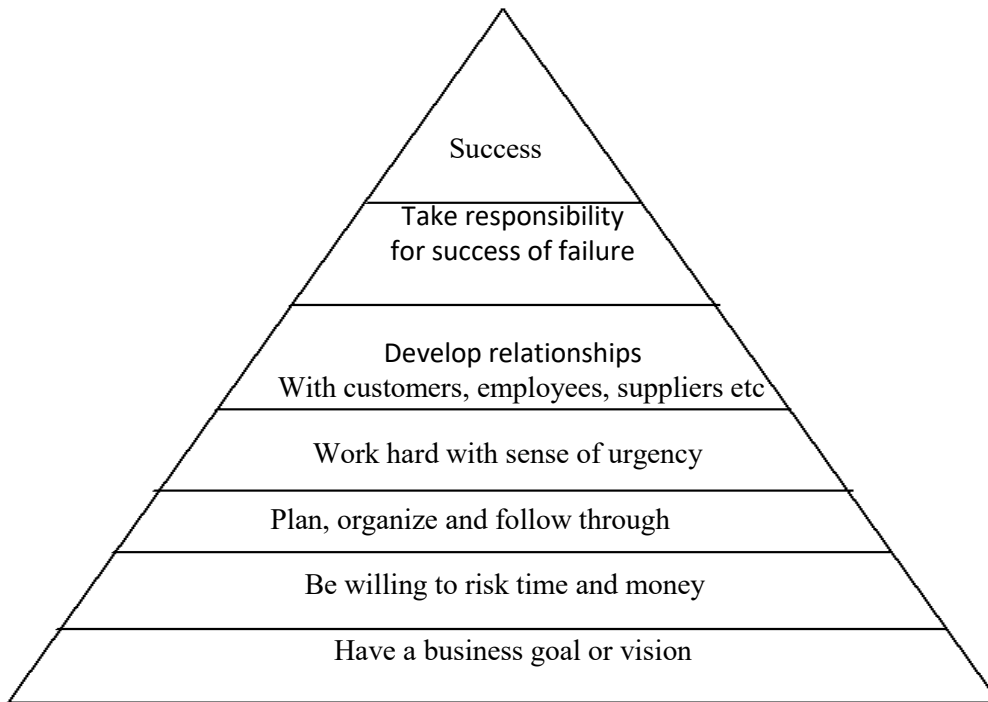 Success
Take responsibility
for success of failure
Develop relationships
With customers, employees, suppliers etc
Work hard with sense of urgency
Plan, organize and follow through
Be willing to risk time and money
Have a business goal or vision